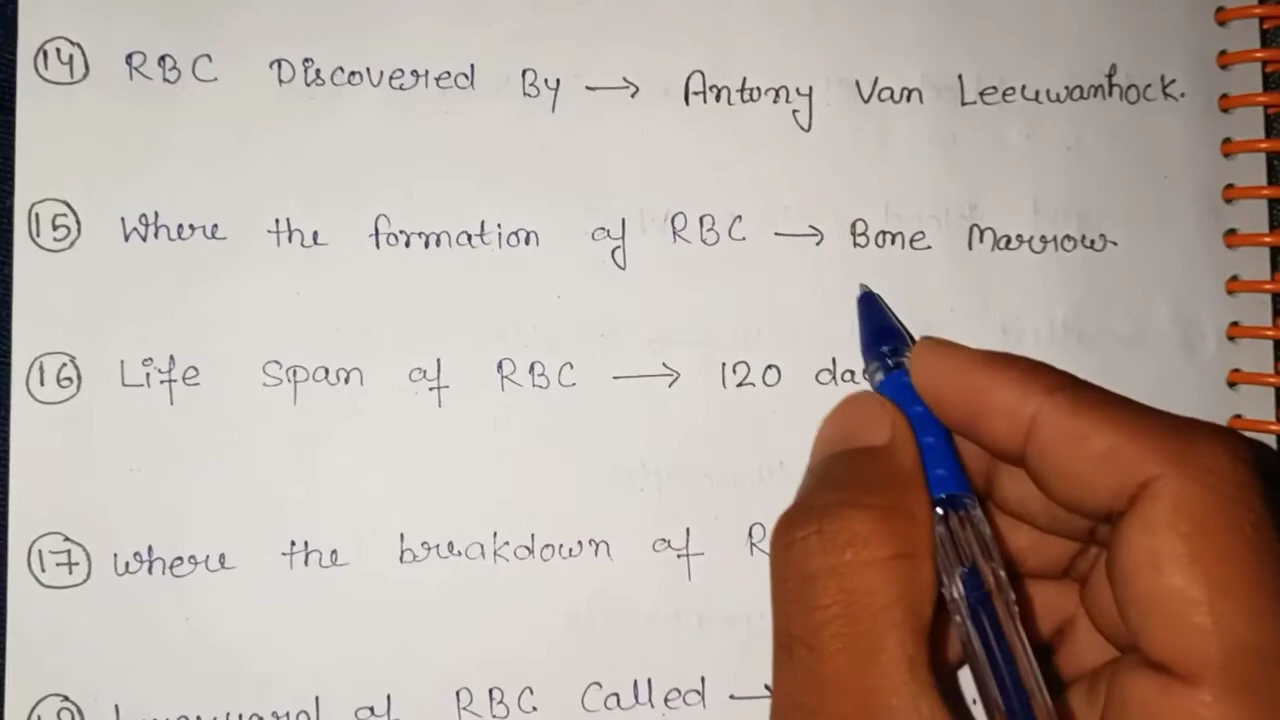 14 RBC Discovered By → Antony Van Leeuwanhock.
15 Where the formation of RBC → Bone Marrow
16 Life Span of RBC → 120
17 Where the breakdown of
of RBC Called →